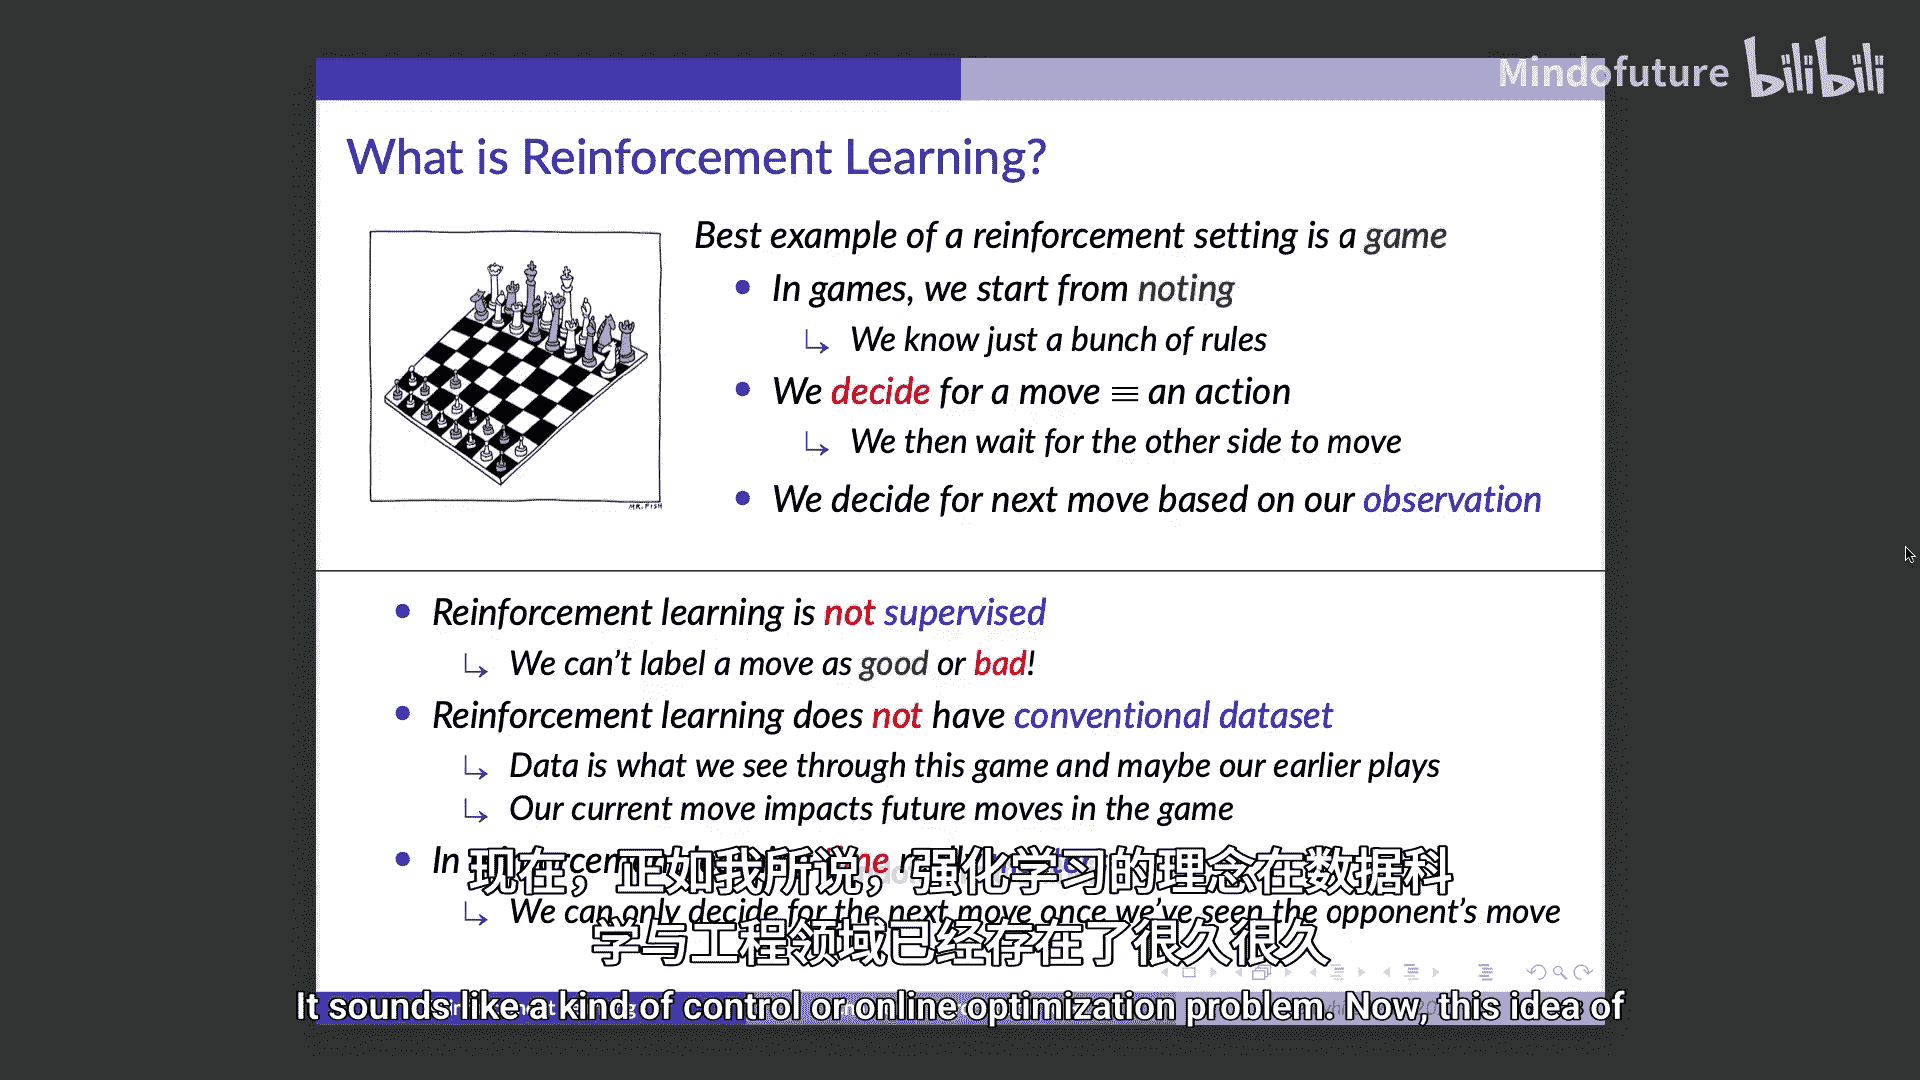 Mindofuture bilibili
What is Reinforcement Learning?
Best example of a reinforcement setting is a game
• In games, we start from noting
↳ We know just a bunch of rules
• We decide for a move ≡ an action
↳ We then wait for the other side to move
• We decide for next move based on our observation
MR. FISH
• Reinforcement learning is not supervised
↳ We can't label a move as good or bad!
• Reinforcement learning does not have conventional dataset
↳ Data is what we see through this game and maybe our earlier plays
↳ Our current move impacts future moves in the game
• In
现在，正如我所说，强化学习的理念在数据科
↳ We can only decide for the next move once we've seen the opponent's move
学与工程领域已经存在了很久很久
It sounds like a kind of control or online optimization problem. Now, this idea of